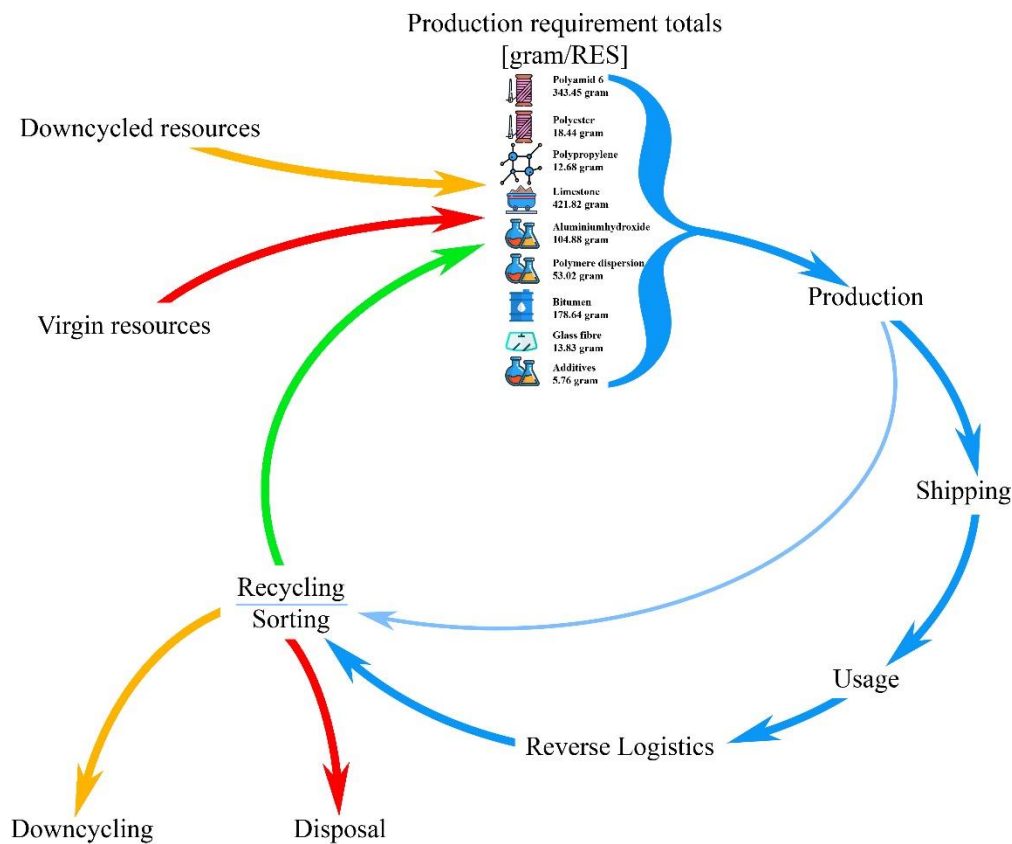 Production requirement totals
[gram/RES]
Polyamid 6
343.45 gram
Polyester
18.44 gram
Polypropylene
12.68 gram
Limestone
421.82 gram
Aluminiumhydroxide
104.88 gram
Polymere dispersion
53.02 gram
Bitumen
178.64 gram
Glass fibre
13.83 gram
Additives
5.76 gram
Downcycled resources
Virgin resources
Production
Shipping
Usage
Reverse Logistics
Recycling
Sorting
Downcycling
Disposal